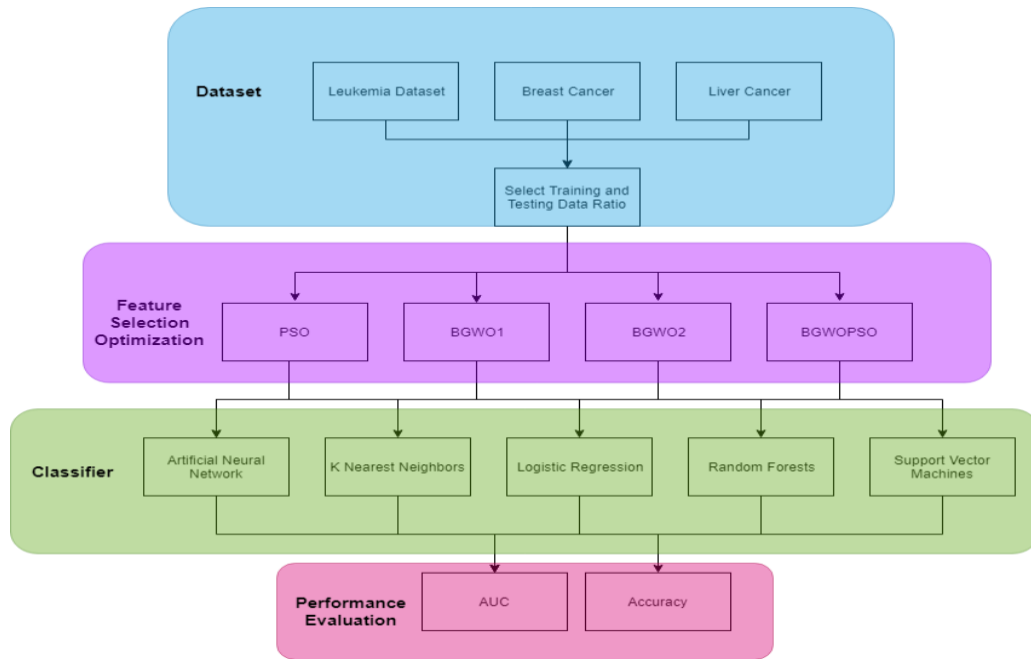 Dataset
Leukemia Dataset
Breast Cancer
Liver Cancer
Select Training and
Testing Data Ratio
Feature
Selection
Optimization
PSO
BGWO1
BGWO2
BGWOPSO
Classifier
Artificial Neural
Network
K Nearest Neighbors
Logistic Regression
Random Forests
Support Vector
Machines
Performance
Evaluation
AUC
Accuracy